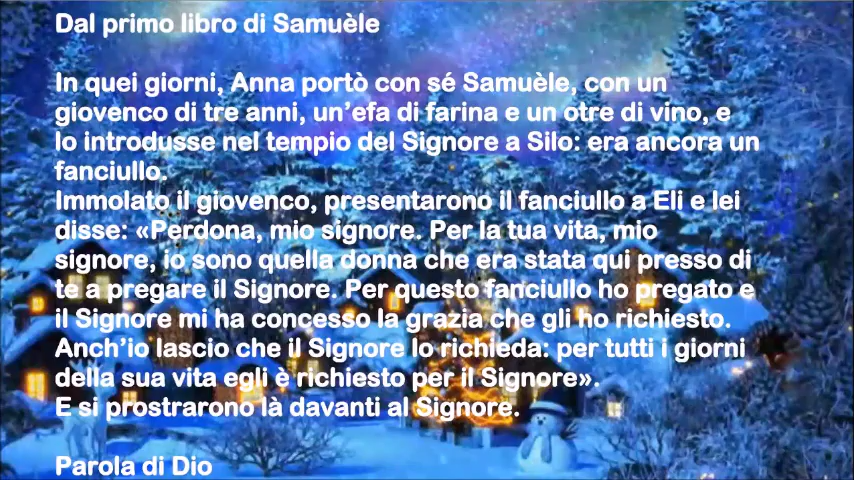 Dal primo libro di Samuèle
In quei giorni, Anna portò con sé Samuèle, con un
giovenco di tre anni, un’efa di farina e un otre di vino, e
lo introdusse nel tempio del Signore a Silo: era ancora un
fanciullo.
Immolato il giovenco, presentarono il fanciullo a Eli e lei
disse: «Perdona, mio signore. Per la tua vita, mio
signore, io sono quella donna che era stata qui presso di
te a pregare il Signore. Per questo fanciullo ho pregato e
il Signore mi ha concesso la grazia che gli ho richiesto.
Anch’io lascio che il Signore lo richieda: per tutti i giorni
della sua vita egli è richiesto per il Signore».
E si prostrarono là davanti al Signore.
Parola di Dio